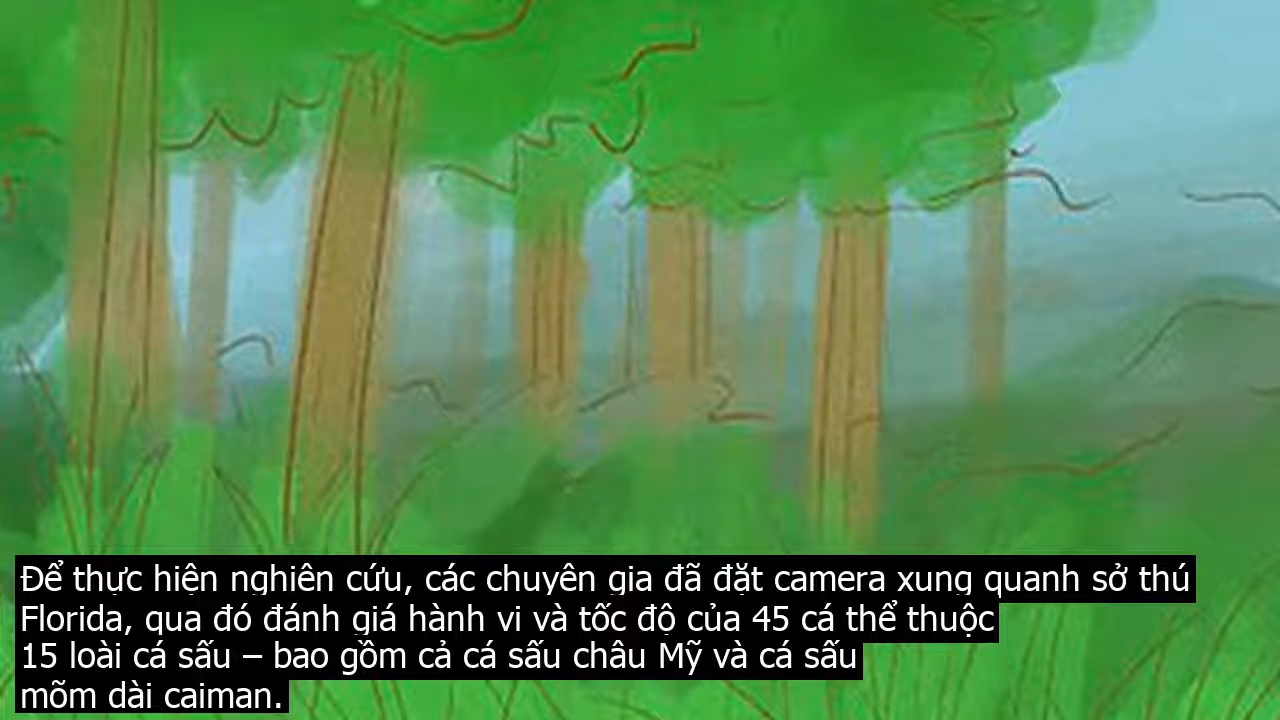 Để thực hiện nghiên cứu, các chuyên gia đã đặt camera xung quanh sở thú
Florida, qua đó đánh giá hành vi và tốc độ của 45 cá thể thuộc
15 loài cá sấu – bao gồm cả cá sấu châu Mỹ và cá sấu
mõm dài caiman.